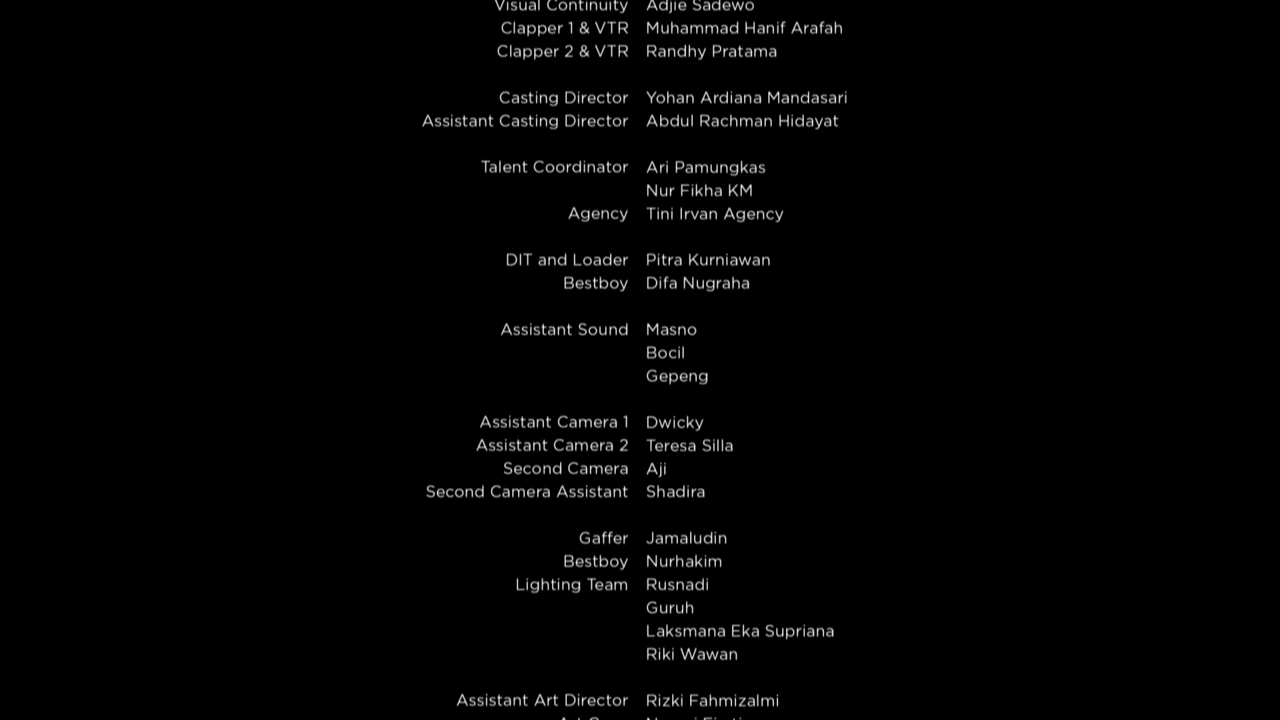 Visual Continuity Adjie Sadewo
Clapper 1 & VTR Muhammad Hanif Arafah
Clapper 2 & VTR Randhy Pratama
Casting Director Yohan Ardiana Mandasari
Assistant Casting Director Abdul Rachman Hidayat
Talent Coordinator Ari Pamungkas
Nur Fikha KM
Agency Tini Irvan Agency
DIT and Loader Pitra Kurniawan
Bestboy Difa Nugraha
Assistant Sound Masno
Bocil
Gepeng
Assistant Camera 1 Dwicky
Assistant Camera 2 Teresa Silla
Second Camera Aji
Second Camera Assistant Shadira
Gaffer Jamaludin
Bestboy Nurhakim
Lighting Team Rusnadi
Guruh
Laksmana Eka Supriana
Riki Wawan
Assistant Art Director Rizki Fahmizalmi